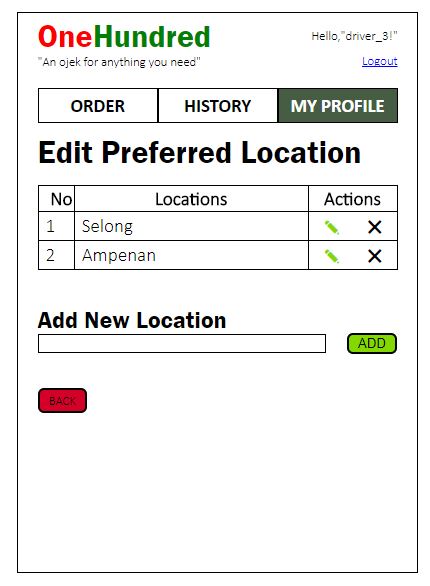 OneHundred
Hello,"driver_3!"
"An ojek for anything you need"
Logout
ORDER HISTORY MY PROFILE
Edit Preferred Location
No Locations Actions
1 Selong
2 Ampenan
Add New Location
ADD
BACK